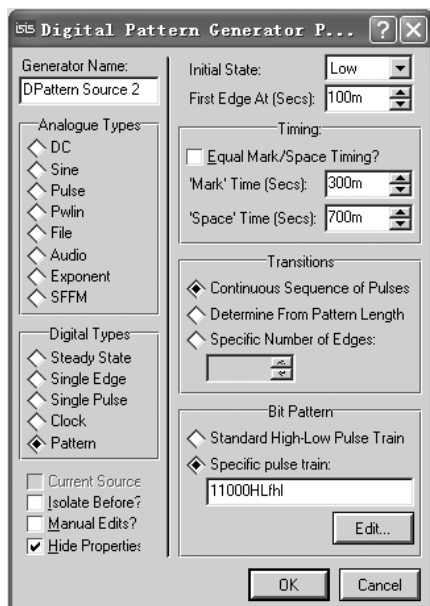 isis Digital Pattern Generator P... ? X
Generator Name:
DPattern Source 2
Analogue Types
DC
Sine
Pulse
Pwlin
File
Audio
Exponent
SFFM
Digital Types
Steady State
Single Edge
Single Pulse
Clock
Pattern
Current Source
Isolate Before?
Manual Edits?
Hide Properties
Initial State: Low
First Edge At (Secs): 100m
Timing:
Equal Mark/Space Timing?
'Mark' Time (Secs): 300m
'Space' Time (Secs): 700m
Transitions
Continuous Sequence of Pulses
Determine From Pattern Length
Specific Number of Edges:
Bit Pattern
Standard High-Low Pulse Train
Specific pulse train:
11000HLfhl
Edit...
OK Cancel